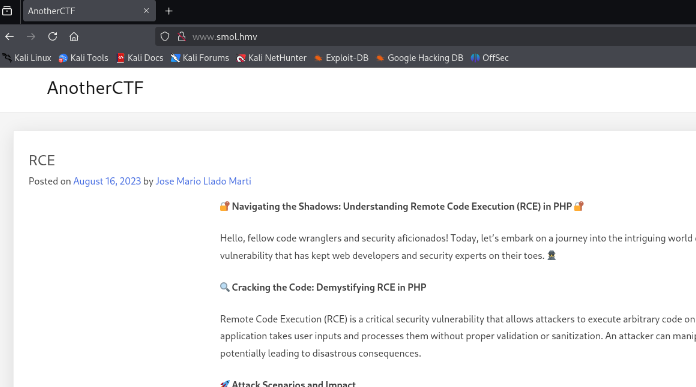 AnotherCTF
www.smol.hmv
Kali Linux Kali Tools Kali Docs Kali Forums Kali NetHunter Exploit-DB Google Hacking DB OffSec
AnotherCTF
RCE
Posted on August 16, 2023 by Jose Mario Llado Marti
Navigating the Shadows: Understanding Remote Code Execution (RCE) in PHP
Hello, fellow code wranglers and security aficionados! Today, let's embark on a journey into the intriguing world
vulnerability that has kept web developers and security experts on their toes.
Cracking the Code: Demystifying RCE in PHP
Remote Code Execution (RCE) is a critical security vulnerability that allows attackers to execute arbitrary code on
application takes user inputs and processes them without proper validation or sanitization. An attacker can
potentially leading to disastrous consequences.
Attack Scenarios and Impact